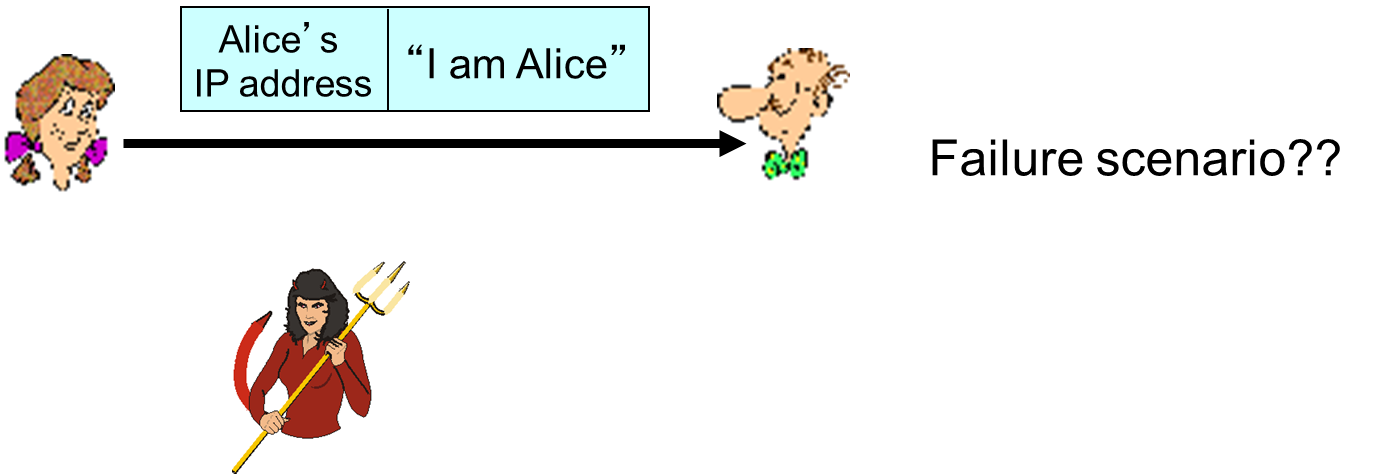 Alice’s
IP address
“I am Alice”
Failure scenario??